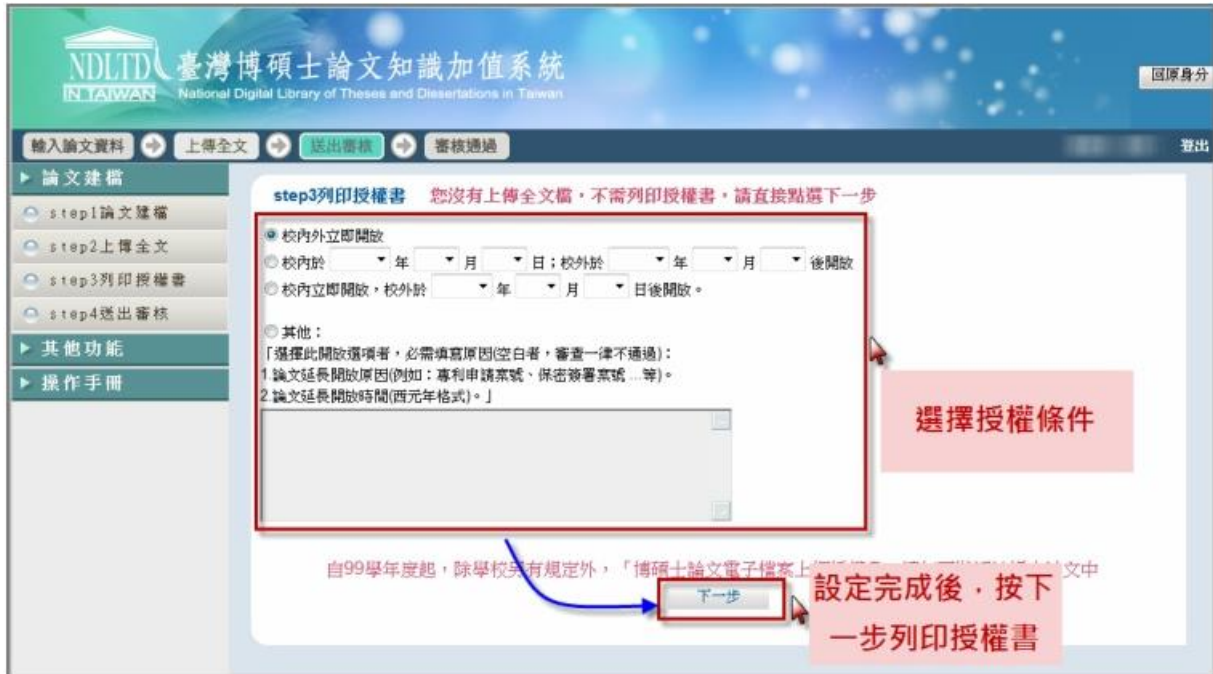 NDLTD
IN TAIWAN
臺灣博碩士論文知識加值系統
National Digital Library of Theses and Dissertations in Taiwan
回原身分
輸入論文資料 上傳全文 送出審核 審核通過
登出
論文建檔
step1論文建檔
step2上傳全文
step3列印授權書
step4送出審核
其他功能
操作手冊
step3列印授權書 您沒有上傳全文檔，不需列印授權書，請直接點選下一步
校內外立即開放
校內於 年 月 日；校外於 年 月 後開放
校內立即開放，校外於 年 月 日後開放。
其他：
「選擇此開放選項者，必需填寫原因(空白者，審查一律不通過)：
1.論文延長開放原因(例如：專利申請案號、保密簽署案號 ...等)。
2.論文延長開放時間(西元年格式)。」
選擇授權條件
自99學年度起，除學校另有規定外，「博碩士論文電子檔案上 文中
下一步
設定完成後，按下
一步列印授權書